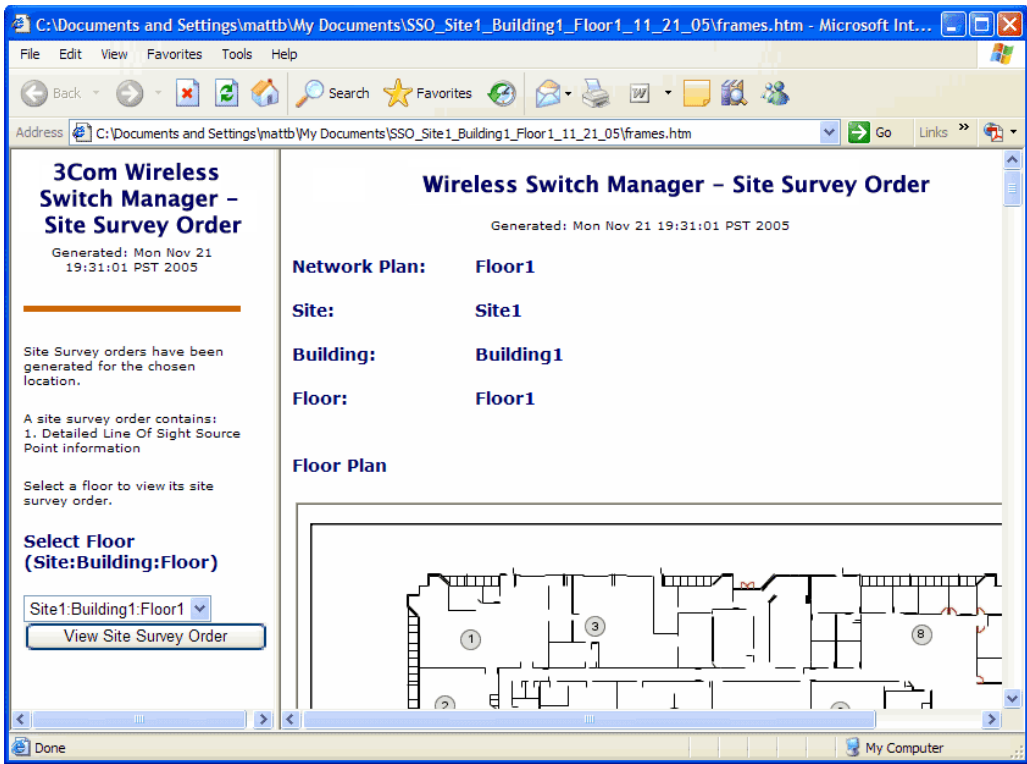 C:\Documents and Settings\mattb\My Documents\SSO_Site1_Building1_Floor1_11_21_05\frames.htm - Microsoft Int...
File Edit View Favorites Tools Help
Back Search Favorites
Address C:\Documents and Settings\mattb\My Documents\SSO_Site1_Building1_Floor1_11_21_05\frames.htm Go Links »
3Com Wireless
Switch Manager –
Site Survey Order
Generated: Mon Nov 21
19:31:01 PST 2005
Site Survey orders have been
generated for the chosen
location.
A site survey order contains:
1. Detailed Line Of Sight Source
Point information
Select a floor to view its site
survey order.
Select Floor
(Site:Building:Floor)
Site1:Building1:Floor1
View Site Survey Order
Wireless Switch Manager – Site Survey Order
Generated: Mon Nov 21 19:31:01 PST 2005
Network Plan: Floor1
Site: Site1
Building: Building1
Floor: Floor1
Floor Plan
3
1
8
2
Done My Computer